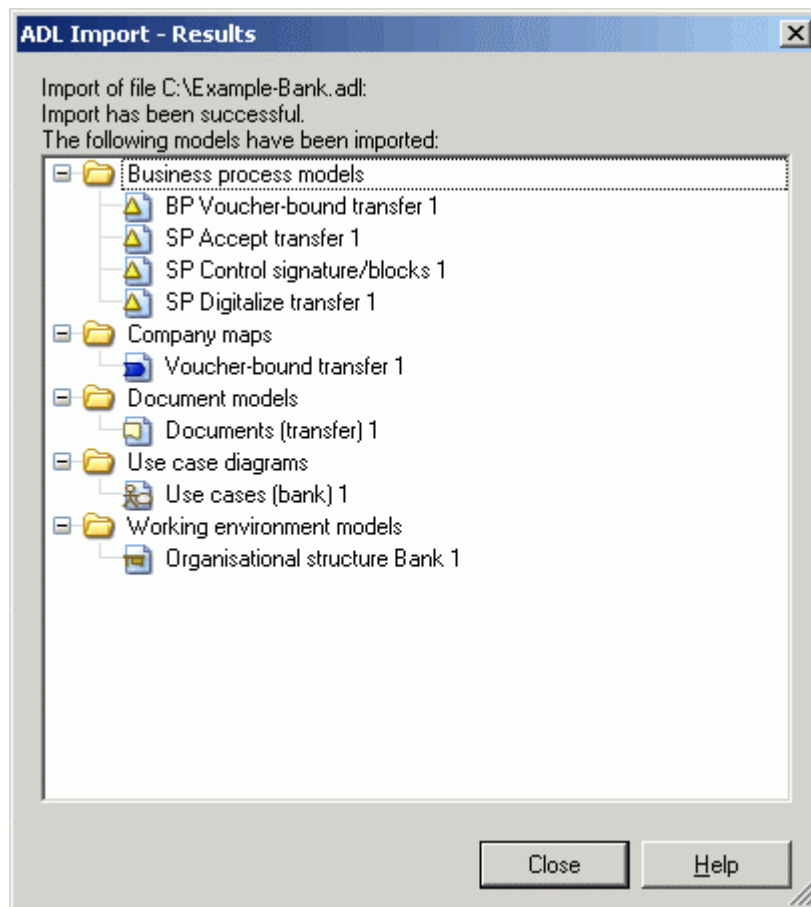 ADL Import - Results
Import of file C:\Example-Bank.adl:
Import has been successful.
The following models have been imported:
Business process models
BP Voucher-bound transfer 1
SP Accept transfer 1
SP Control signature/blocks 1
SP Digitalize transfer 1
Company maps
Voucher-bound transfer 1
Document models
Documents (transfer) 1
Use case diagrams
Use cases (bank) 1
Working environment models
Organisational structure Bank 1
Close Help